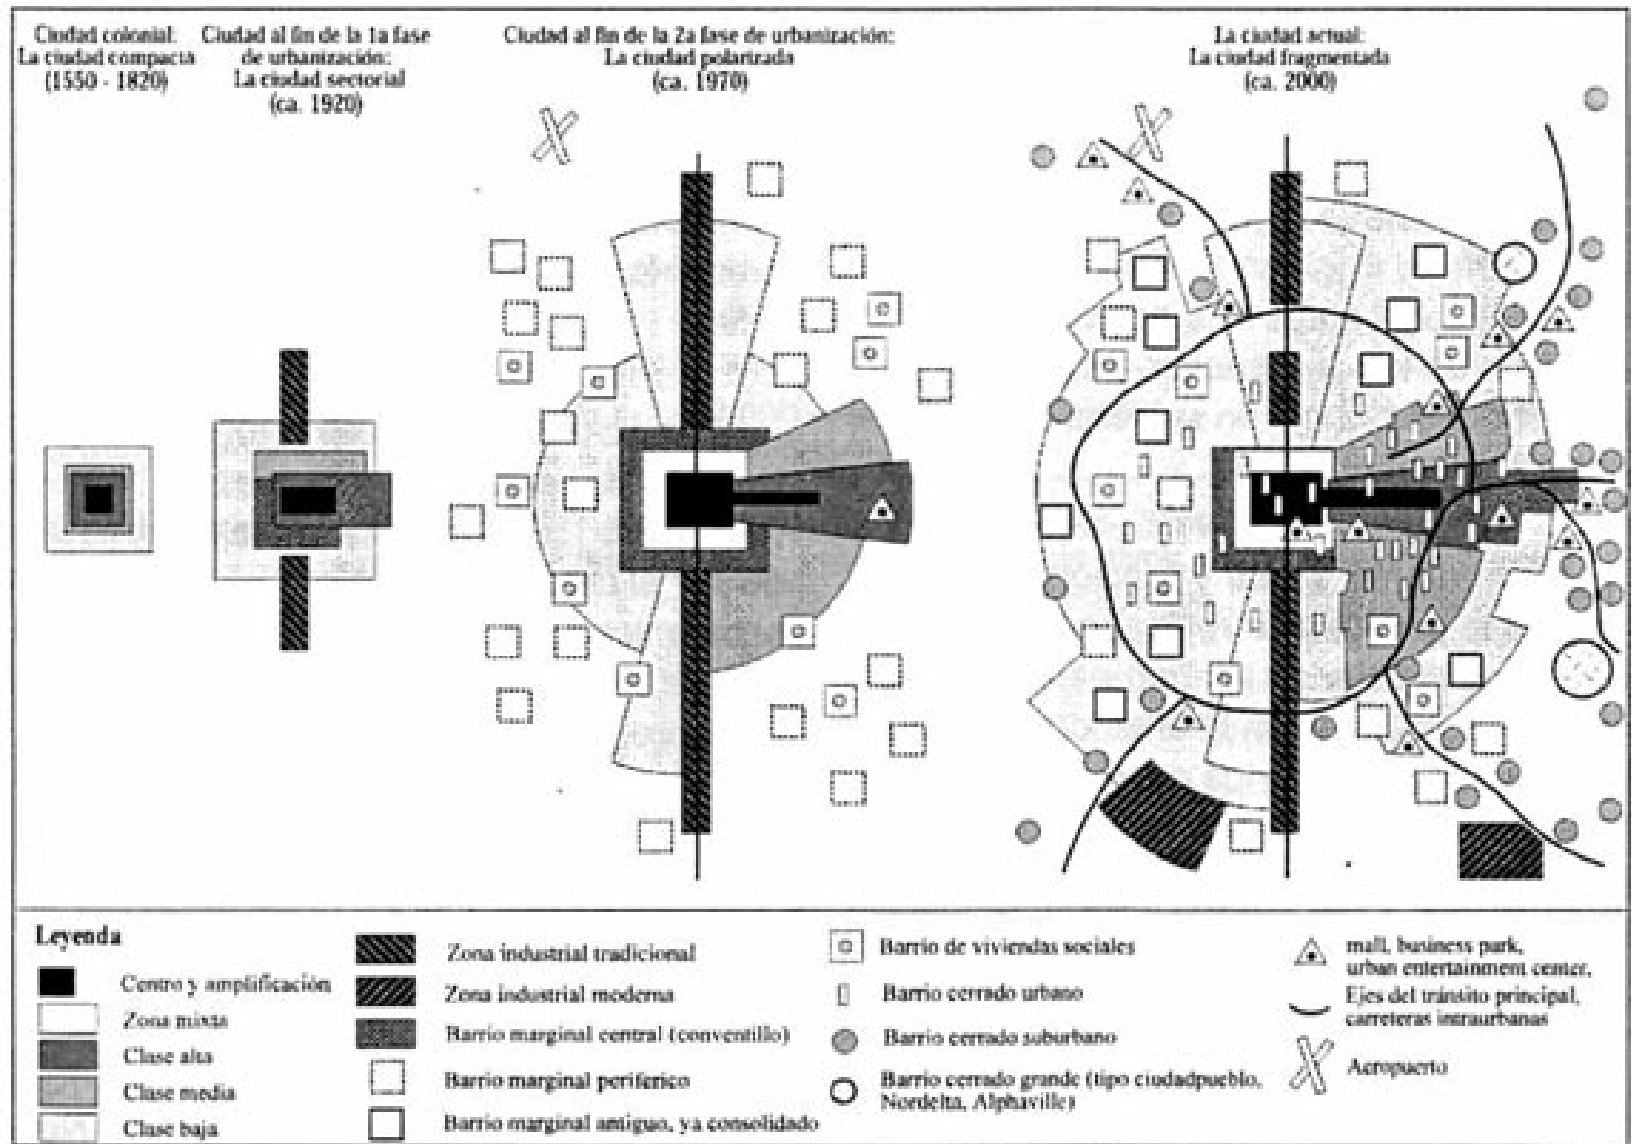 Ciudad colonial:
La ciudad compacta
(1550 - 1820)
Ciudad al fin de la 1a fase
de urbanización:
La ciudad sectorial
(ca. 1920)
Ciudad al fin de la 2a fase de urbanización:
La ciudad polarizada
(ca. 1970)
La ciudad actual:
La ciudad fragmentada
(ca. 2000)
Leyenda
Centro y amplificación
Zona mixta
Clase alta
Clase media
Clase baja
Zona industrial tradicional
Zona industrial moderna
Barrio marginal central (conventillo)
Barrio marginal periférico
Barrio marginal antiguo, ya consolidado
Barrio de viviendas sociales
Barrio cerrado urbano
Barrio cerrado suburbano
Barrio cerrado grande (tipo ciudadpueblo,
Nordelta, Alphaville)
mall, business park,
urban entertainment center,
Ejes del tránsito principal,
carreteras intraurbanas
Aeropuerto